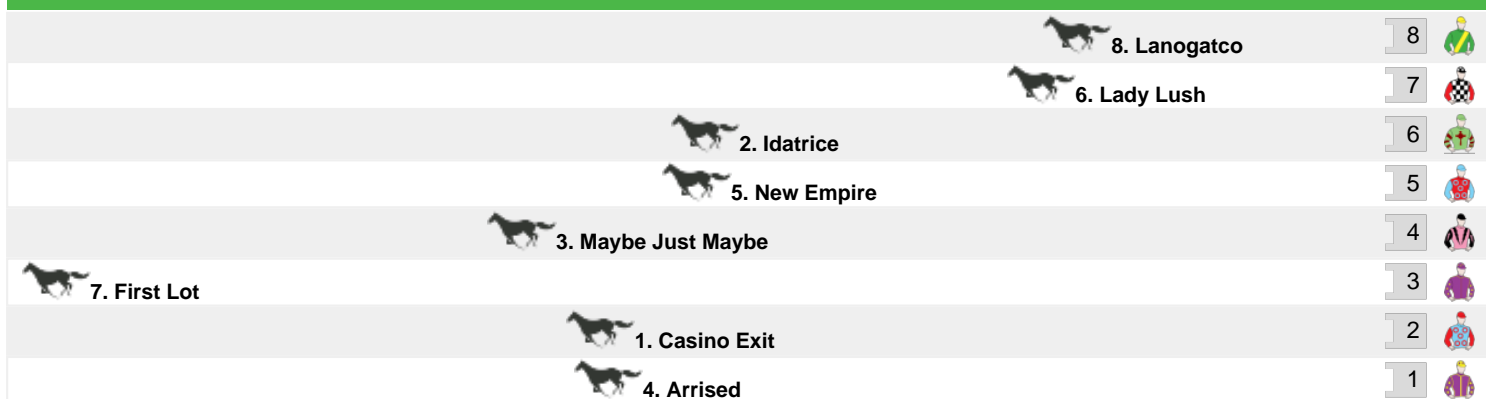 8. Lanogatco 8
6. Lady Lush 7
2. Idatrice 6
5. New Empire 5
3. Maybe Just Maybe 4
7. First Lot 3
1. Casino Exit 2
4. Arrised 1